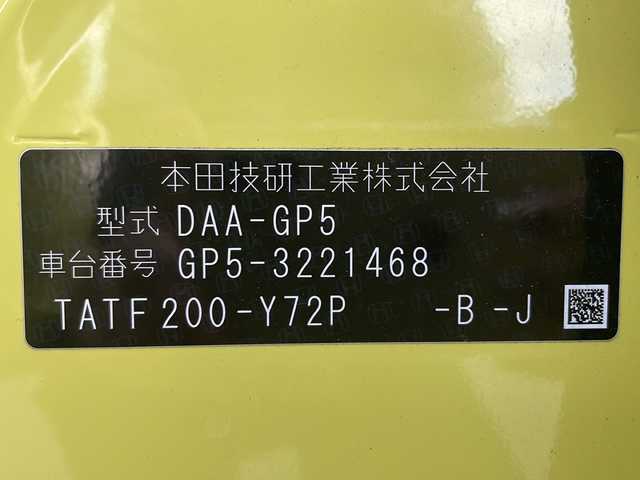 本田技研工業株式会社
型式 DAA-GP5
車台番号 GP5-3221468
TATF200-Y72P -B-J